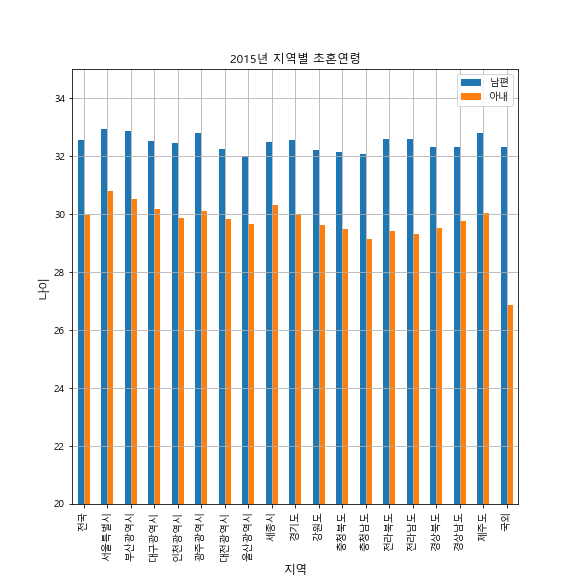 2015년 지역별 초혼연령
남편
아내
34
32
30
28
26
24
22
20
나이
전국
서울특별시
부산광역시
대구광역시
인천광역시
광주광역시
대전광역시
울산광역시
세종시
경기도
강원도
충청북도
충청남도
전라북도
전라남도
경상북도
경상남도
제주도
국외
지역